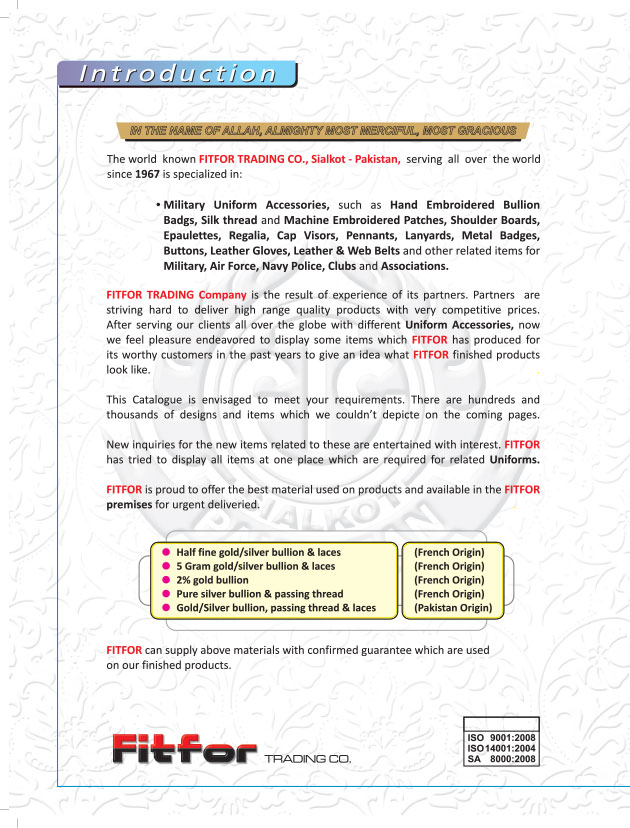 Introduction
IN THE NAME OF ALLAH, ALMIGHTY MOST MERCIFUL, MOST GRACIOUS
The world known FITFOR TRADING CO., Sialkot - Pakistan, serving all over the world
since 1967 is specialized in:
• Military Uniform Accessories, such as Hand Embroidered Bullion
Badgs, Silk thread and Machine Embroidered Patches, Shoulder Boards,
Epaulettes, Regalia, Cap Visors, Pennants, Lanyards, Metal Badges,
Buttons, Leather Gloves, Leather & Web Belts and other related items for
Military, Air Force, Navy Police, Clubs and Associations.
FITFOR TRADING Company is the result of experience of its partners. Partners are
striving hard to deliver high range quality products with very competitive prices.
After serving our clients all over the globe with different Uniform Accessories, now
we feel pleasure endeavored to display some items which FITFOR has produced for
its worthy customers in the past years to give an idea what FITFOR finished products
look like.
This Catalogue is envisaged to meet your requirements. There are hundreds and
thousands of designs and items which we couldn't depicte on the coming pages.
New inquiries for the new items related to these are entertained with interest. FITFOR
has tried to display all items at one place which are required for related Uniforms.
FITFOR is proud to offer the best material used on products and available in the FITFOR
premises for urgent deliveried.
SIALKOT
PAKISTAN
Half fine gold/silver bullion & laces (French Origin)
5 Gram gold/silver bullion & laces (French Origin)
2% gold bullion (French Origin)
Pure silver bullion & passing thread (French Origin)
Gold/Silver bullion, passing thread & laces (Pakistan Origin)
FITFOR can supply above materials with confirmed guarantee which are used
on our finished products.
Fitfor TRADING CO.
ISO 9001:2008
ISO14001:2004
SA 8000:2008